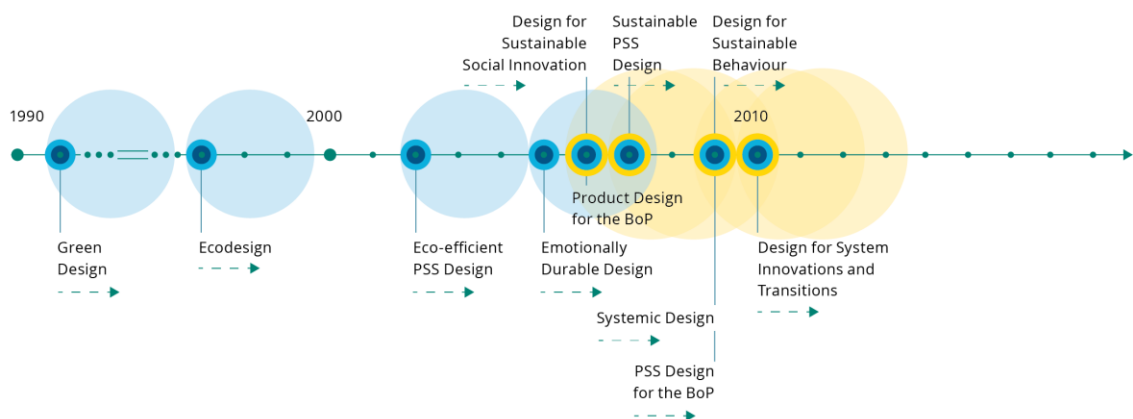 Design for
Sustainable
Social Innovation
Sustainable
PSS
Design
Design for
Sustainable
Behaviour
1990
2000
2010
Product Design
for the BoP
Green
Design
Ecodesign
Eco-efficient
PSS Design
Emotionally
Durable Design
Design for System
Innovations and
Transitions
Systemic Design
PSS Design
for the BoP